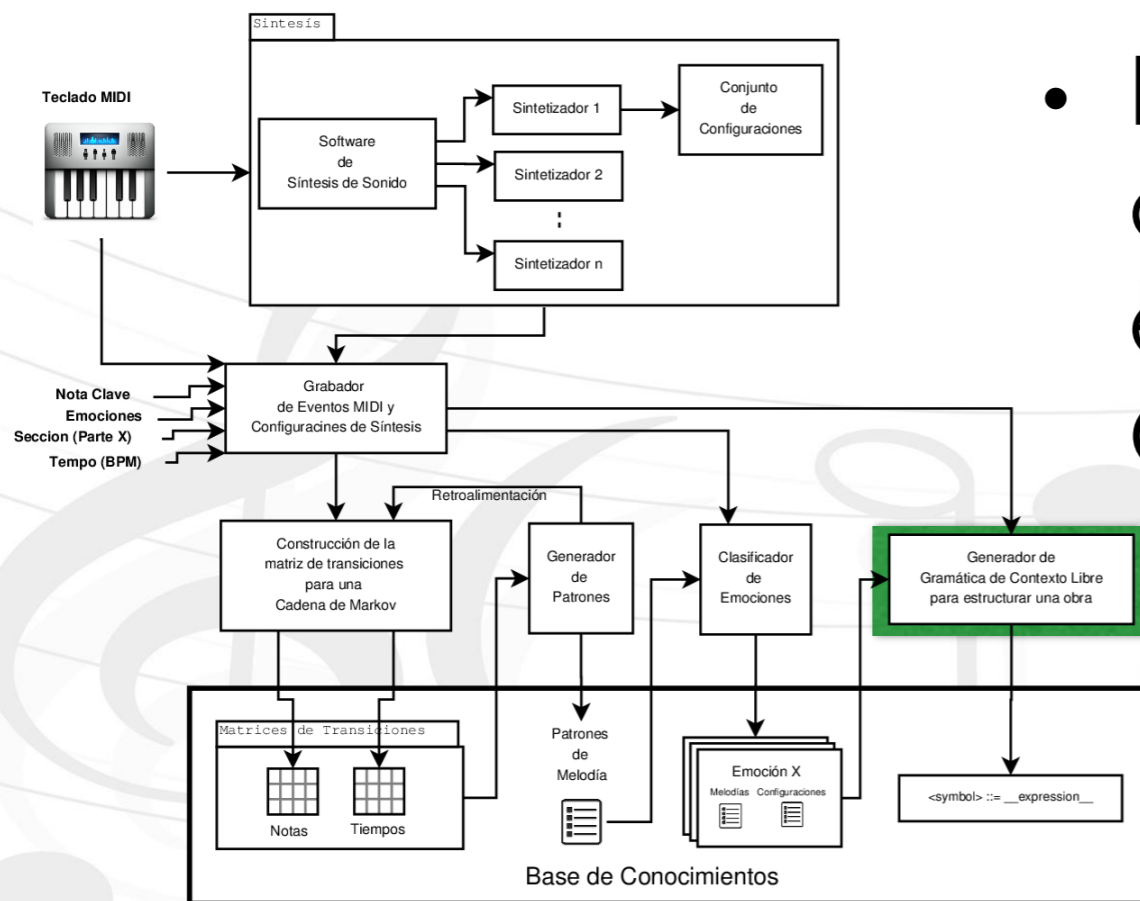 Sintesís
Teclado MIDI
Software
de
Síntesis de Sonido
Sintetizador 1
Sintetizador 2
Sintetizador n
Conjunto
de
Configuraciones
Nota Clave
Emociones
Seccion (Parte X)
Tempo (BPM)
Grabador
de Eventos MIDI y
Configuracines de Síntesis
Retroalimentación
Construcción de la
matriz de transiciones
para una
Cadena de Markov
Generador
de
Patrones
Clasificador
de
Emociones
Generador de
Gramática de Contexto Libre
para estructurar una obra
Matrices de Transiciones
Notas
Tiempos
Patrones
de
Melodía
Emoción X
Melodías
Configuraciones
<symbol> ::= __expression__
Base de Conocimientos